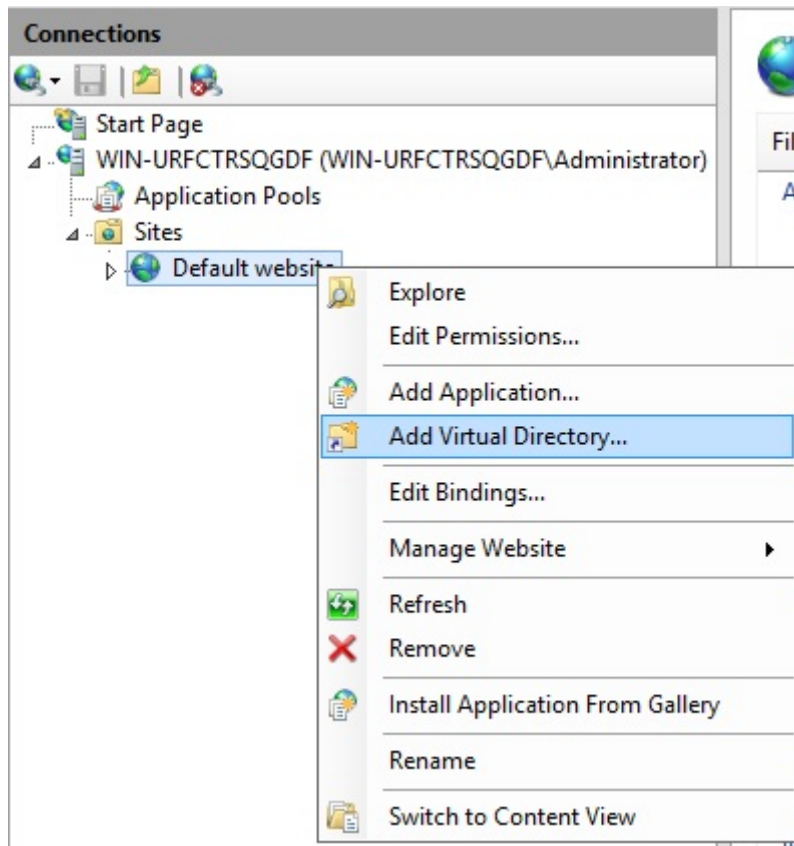 Connections
Start Page
WIN-URFCTRSQGDF (WIN-URFCTRSQGDF\Administrator)
Application Pools
Sites
Default website
Explore
Edit Permissions...
Add Application...
Add Virtual Directory...
Edit Bindings...
Manage Website
Refresh
Remove
Install Application From Gallery
Rename
Switch to Content View